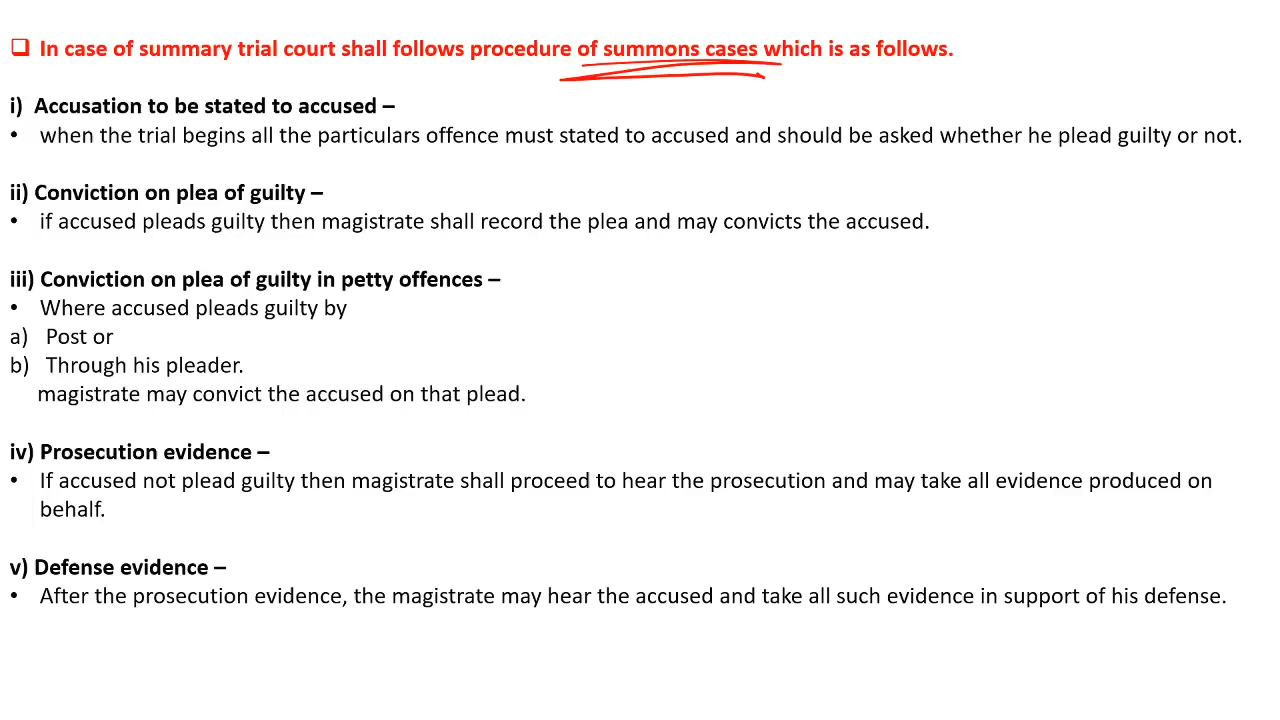 ❑ In case of summary trial court shall follows procedure of summons cases which is as follows.
i) Accusation to be stated to accused –
• when the trial begins all the particulars offence must stated to accused and should be asked whether he plead guilty or not.
ii) Conviction on plea of guilty –
• if accused pleads guilty then magistrate shall record the plea and may convicts the accused.
iii) Conviction on plea of guilty in petty offences –
• Where accused pleads guilty by
a) Post or
b) Through his pleader.
magistrate may convict the accused on that plead.
iv) Prosecution evidence –
• If accused not plead guilty then magistrate shall proceed to hear the prosecution and may take all evidence produced on
behalf.
v) Defense evidence –
• After the prosecution evidence, the magistrate may hear the accused and take all such evidence in support of his defense.